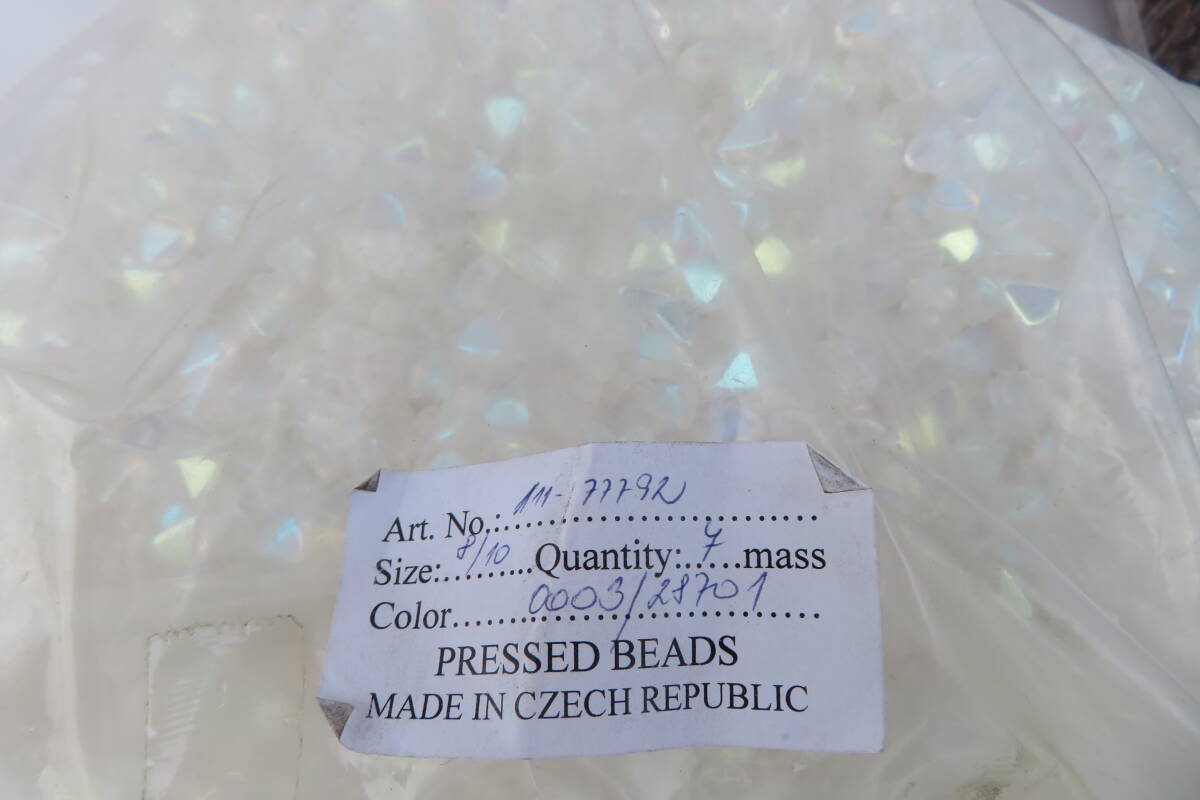 Art. No.:111-77792
Size:8/10 Quantity:7 mass
Color 0003/28701
PRESSED BEADS
MADE IN CZECH REPUBLIC